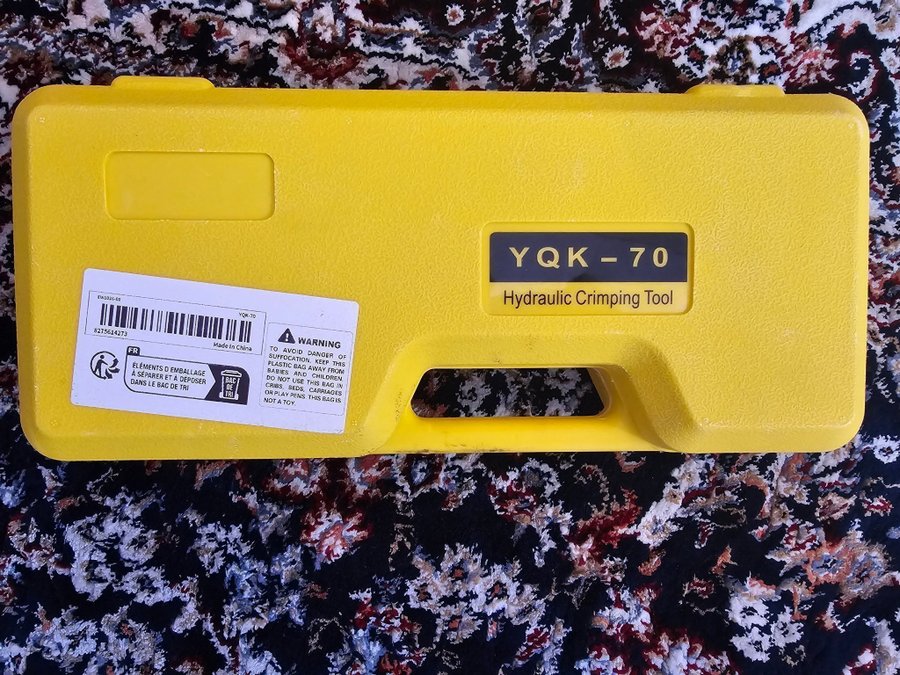 YQK – 70
Hydraulic Crimping Tool
YQK-70
8275614273
Made In China
FR
ÉLÉMENTS D EMBALLAGE
À SÉPARER ET À DÉPOSER
DANS LE BAC DE TRI
BAC
DE
TRI
WARNING
TO AVOID DANGER OF
SUFFOCATION, KEEP THIS
PLASTIC BAG AWAY FROM
BABIES AND CHILDREN.
DO NOT USE THIS BAG IN
CRIBS, BEDS, CARRIAGES
OR PLAY PENS. THIS BAG IS
NOT A TOY.